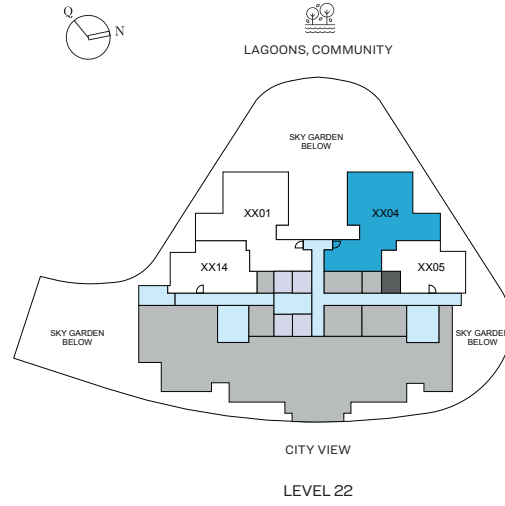 Q
N
LAGOONS, COMMUNITY
SKY GARDEN
BELOW
XX01
XX04
XX14
XX05
SKY GARDEN
BELOW
SKY GARDEN
BELOW
CITY VIEW
LEVEL 22